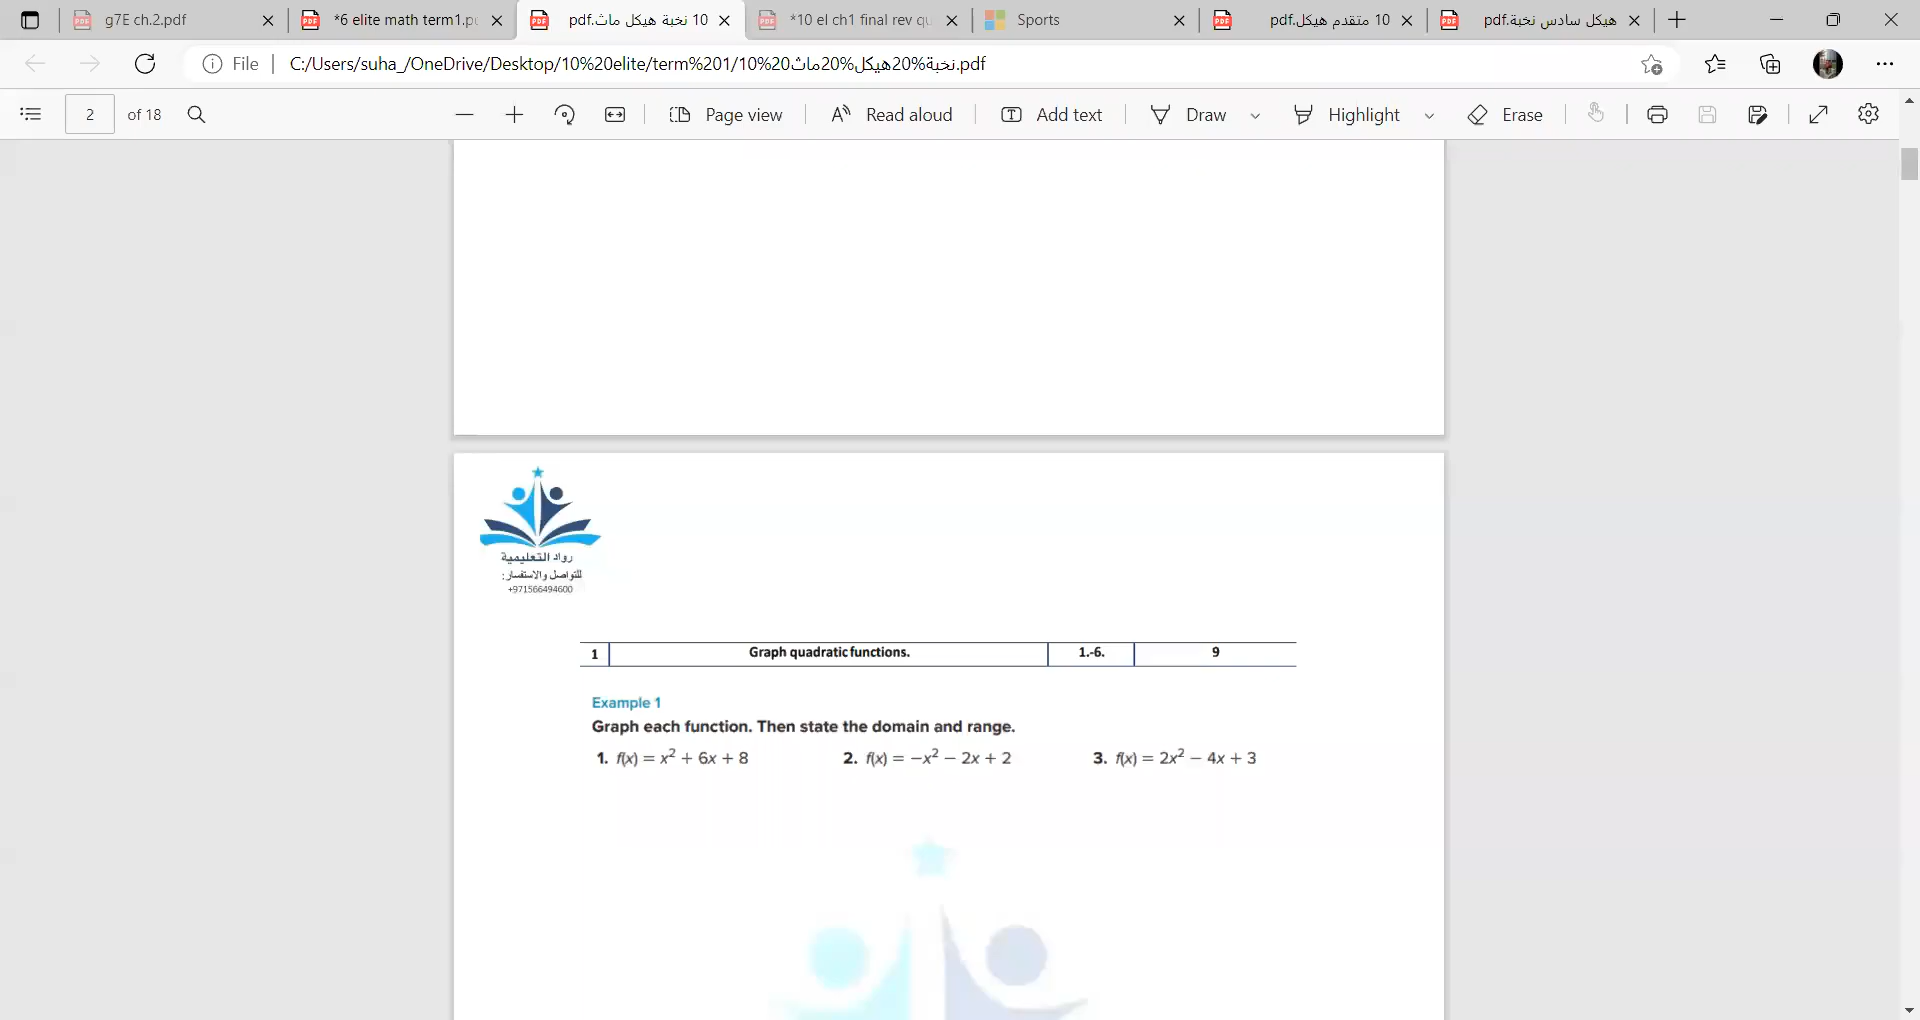 g7E ch.2.pdf
*6 elite math term1.p
10 نخبة هيكل ماث.pdf
*10 el ch1 final rev qu
Sports
10 متقدم هيكل.pdf
هيكل سادس نخبة.pdf
File
C:/Users/suha_/OneDrive/Desktop/10%20elite/term%201/10%20نخبة%20هيكل%20ماث.pdf
2 of 18
Page view
Read aloud
Add text
Draw
Highlight
Erase
رواد التعليمية
للتواصل والاستفسار:
+971566494600
1 Graph quadratic functions. 1.-6. 9
Example 1
Graph each function. Then state the domain and range.
1. f(x) = x² + 6x + 8 2. f(x) = −x² − 2x + 2 3. f(x) = 2x² − 4x + 3